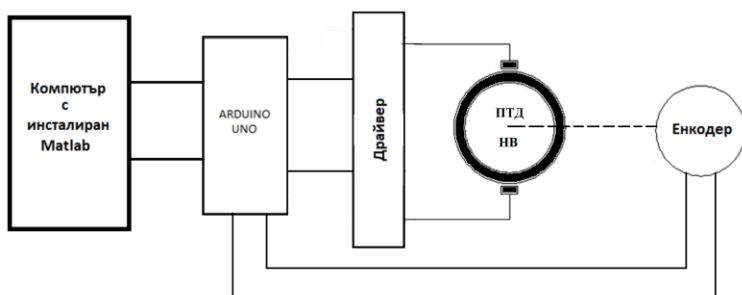 Компютър
с
инсталиран
Matlab
ARDUINO
UNO
Драйвер
ПТД
НВ
Енкодер